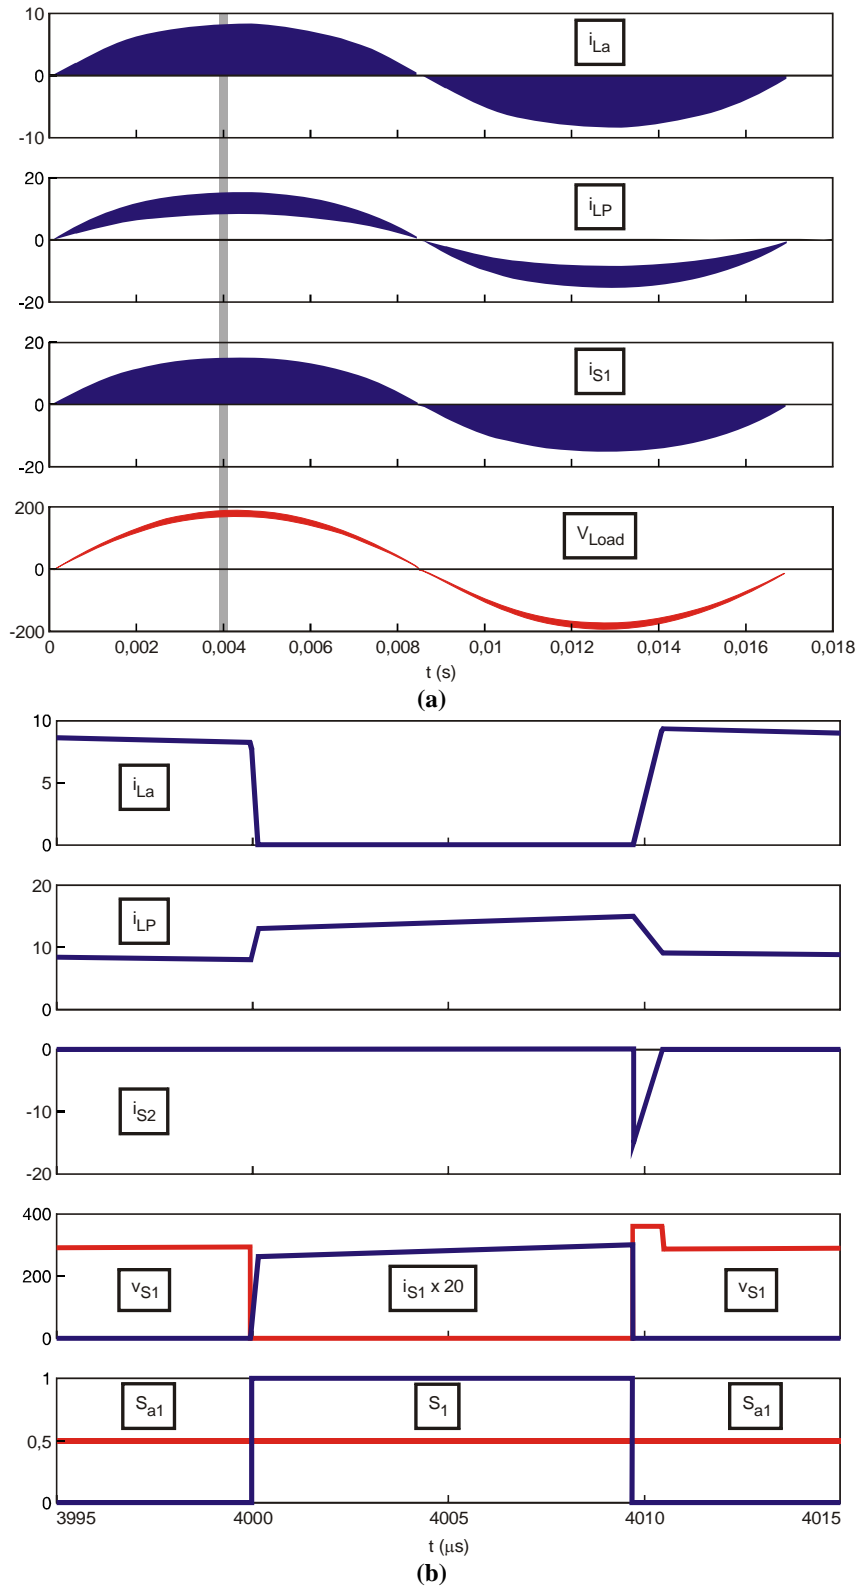 10
i_La
0
-10
20
i_LP
0
-20
20
i_S1
0
-20
200
V_Load
0
-200
0 0,002 0,004 0,006 0,008 0,01 0,012 0,014 0,016 0,018
t (s)
(a)
10
5
i_La
0
20
i_LP
10
0
0
-10
i_S2
-20
400
200
v_S1 i_S1 x 20 v_S1
0
1
S_a1 S_1 S_a1
0,5
0
3995 4000 4005 4010 4015
t (μs)
(b)